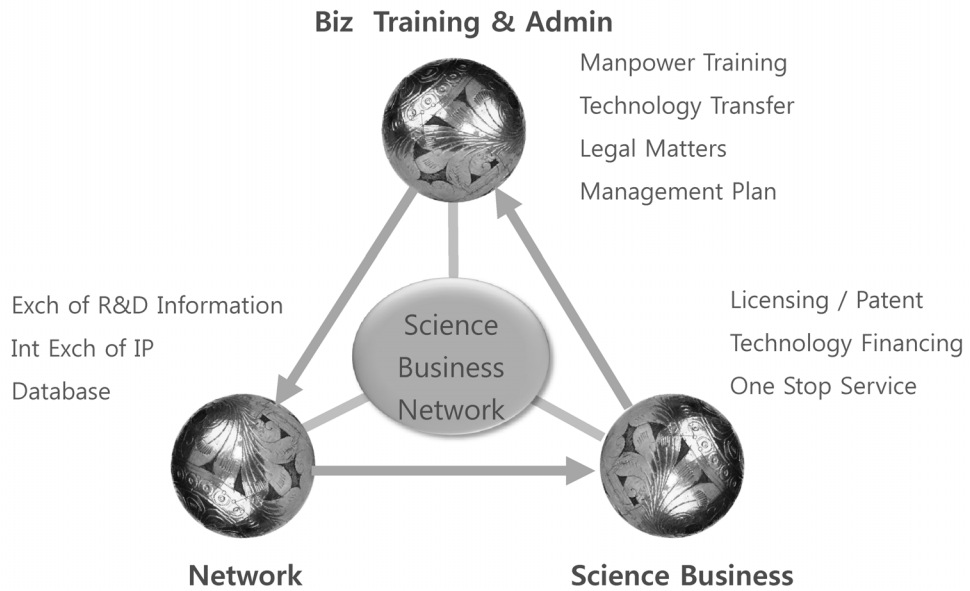 Biz Training & Admin
Manpower Training
Technology Transfer
Legal Matters
Management Plan
Exch of R&D Information
Int Exch of IP
Database
Science
Business
Network
Licensing / Patent
Technology Financing
One Stop Service
Network
Science Business